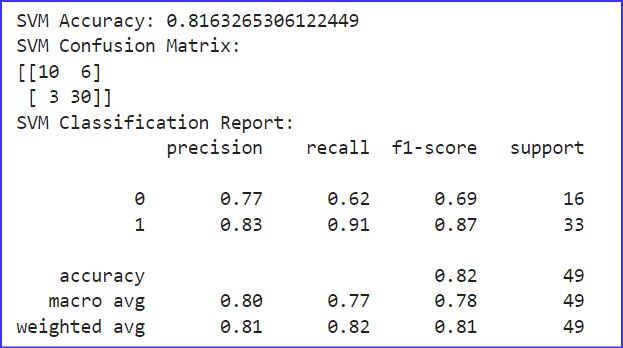 SVM Accuracy: 0.8163265306122449
SVM Confusion Matrix:
[[10  6]
 [ 3 30]]
SVM Classification Report:
              precision    recall  f1-score   support

           0       0.77      0.62      0.69        16
           1       0.83      0.91      0.87        33

    accuracy                           0.82        49
   macro avg       0.80      0.77      0.78        49
weighted avg       0.81      0.82      0.81        49